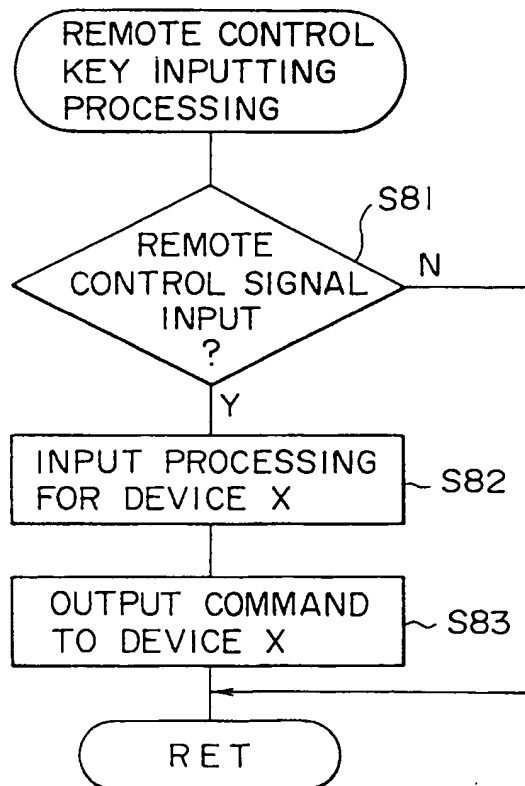 REMOTE CONTROL
KEY INPUTTING
PROCESSING
S81
REMOTE
CONTROL SIGNAL
INPUT
?
N
Y
INPUT PROCESSING
FOR DEVICE X
S82
OUTPUT COMMAND
TO DEVICE X
S83
RET